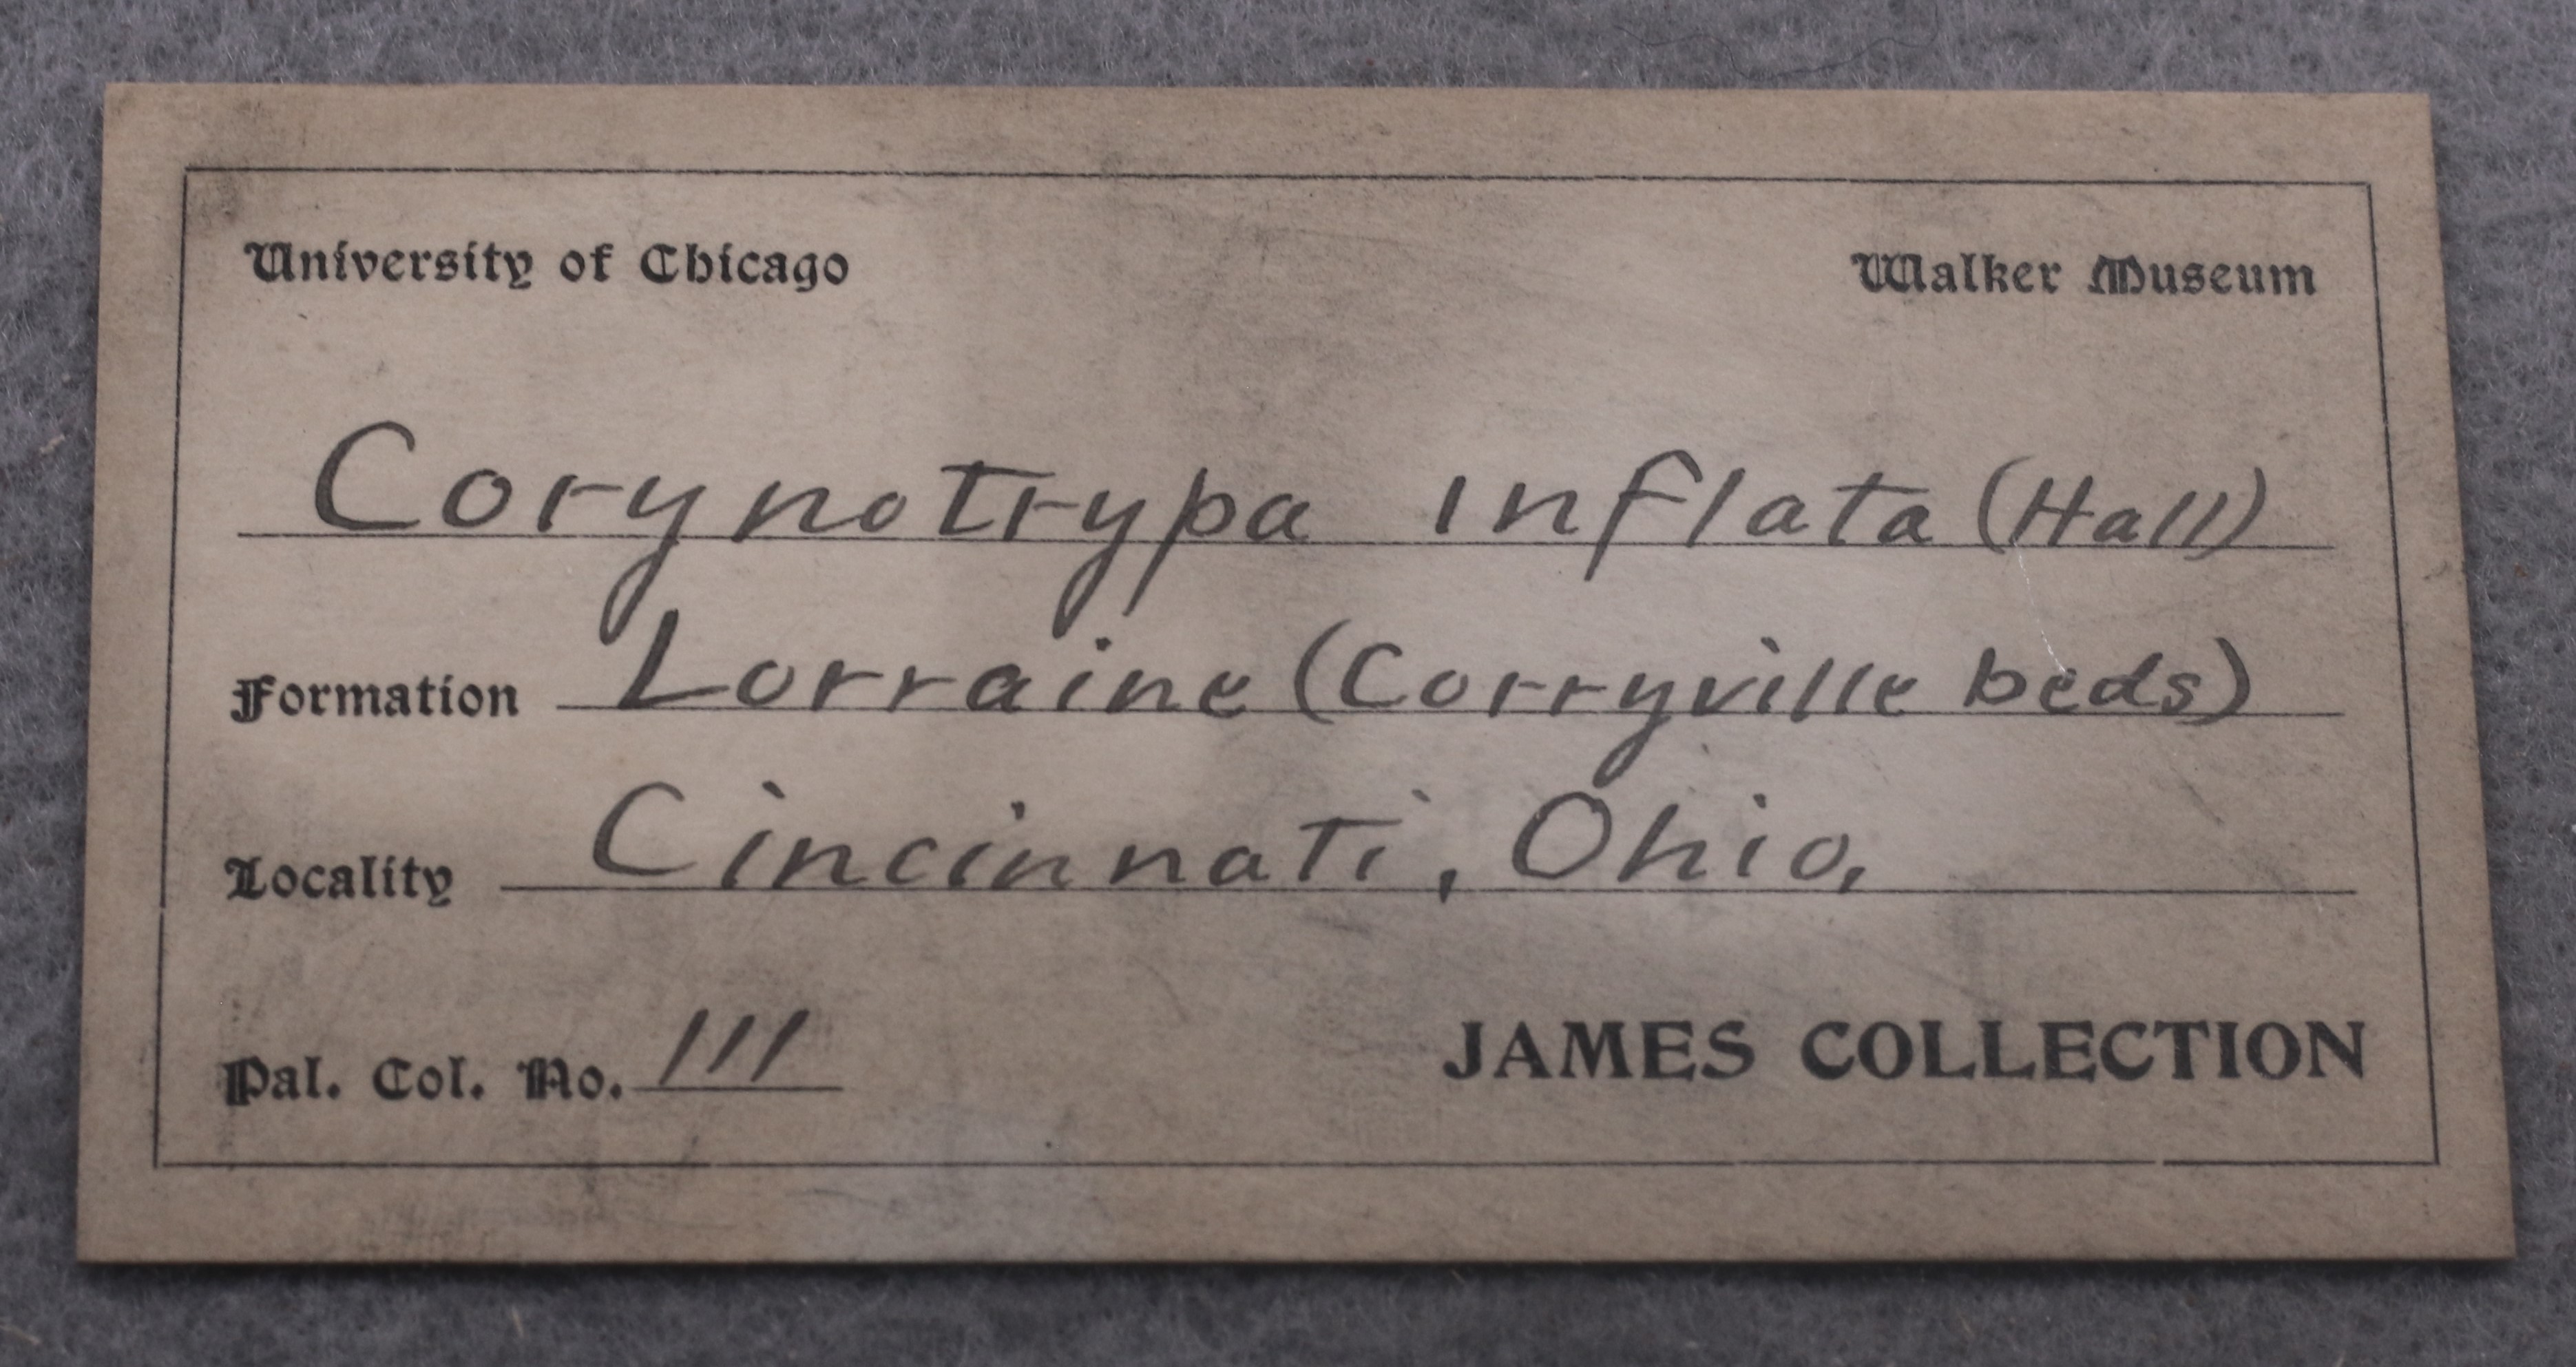 University of Chicago Walker Museum
Corynotrypa inflata (Hall)
Formation Lorraine (Corryville beds)
Locality Cincinnati, Ohio,
Pal. Col. No. 111 JAMES COLLECTION